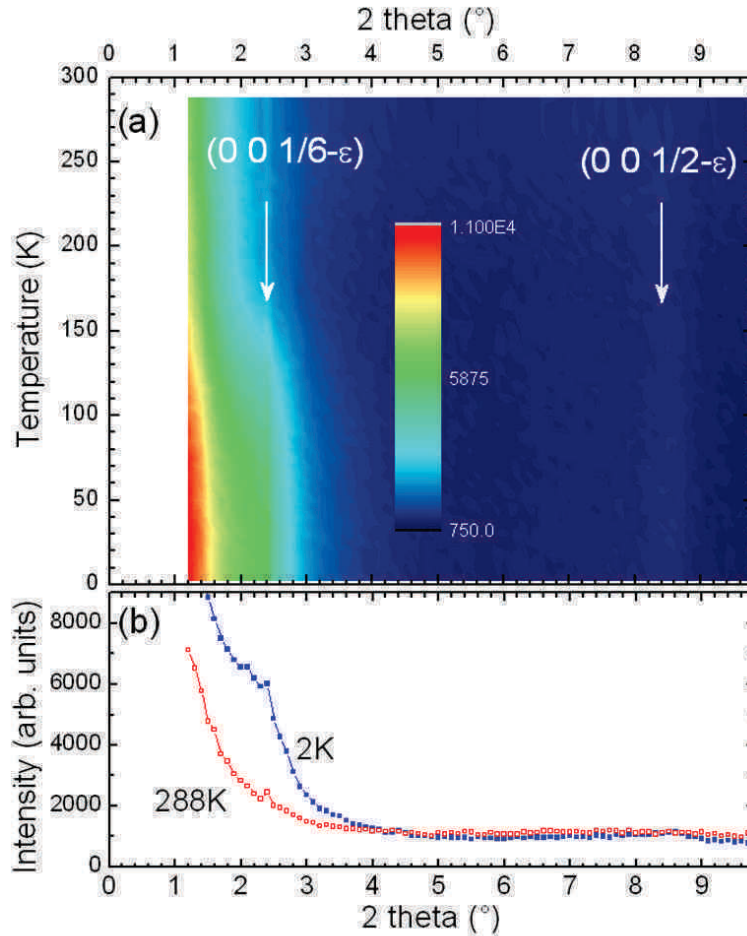 2 theta (°)
0 1 2 3 4 5 6 7 8 9
300
250
200
150
100
50
0
Temperature (K)
(a)
(0 0 1/6-ε)
(0 0 1/2-ε)
1.100E4
5875
750.0
8000
6000
4000
2000
0
Intensity (arb. units)
(b)
2K
288K
0 1 2 3 4 5 6 7 8 9
2 theta (°)